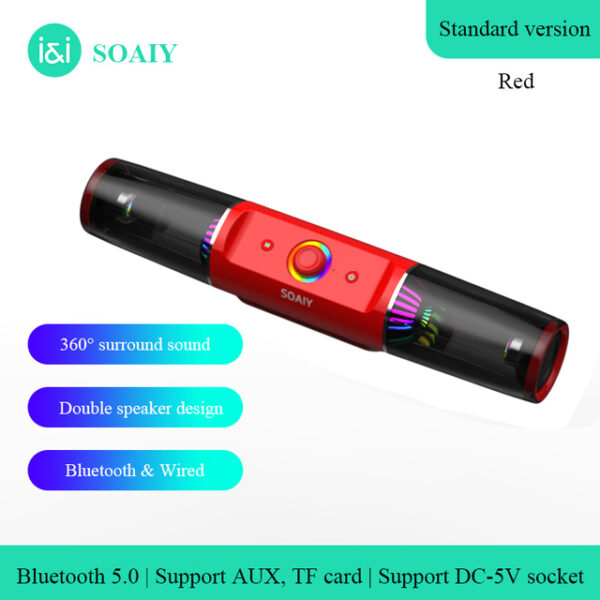 i&i SOAIY
Standard version
Red
M
SOAIY
360° surround sound
Double speaker design
Bluetooth & Wired
Bluetooth 5.0 | Support AUX, TF card | Support DC-5V socket